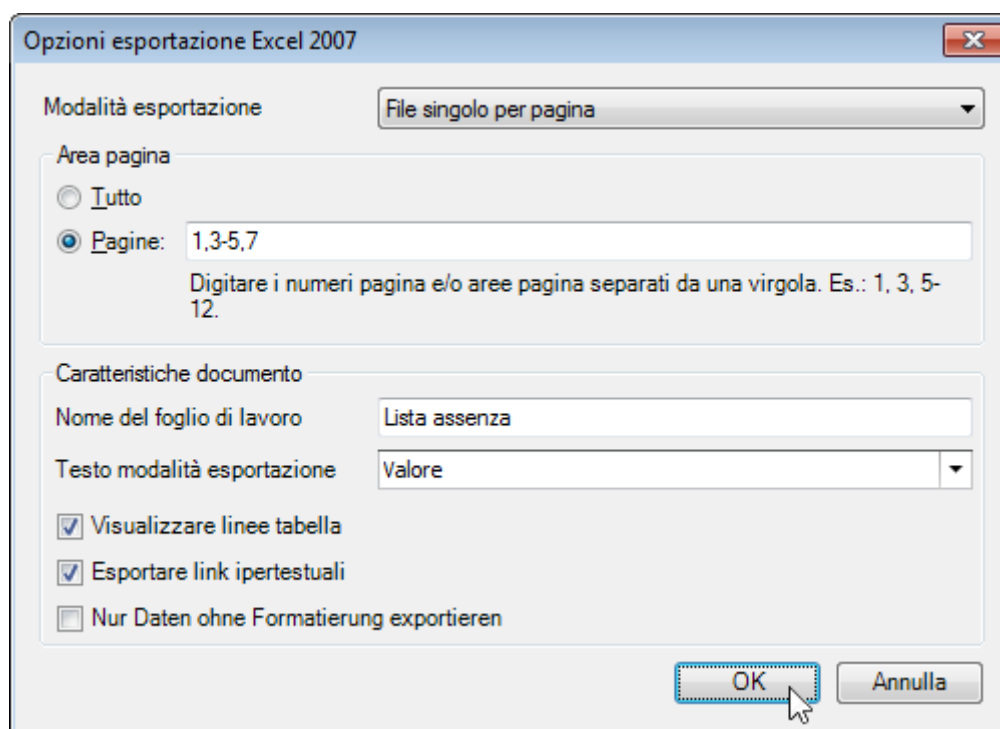 Opzioni esportazione Excel 2007
Modalità esportazione
File singolo per pagina
Area pagina
Tutto
Pagine:
1,3-5,7
Digitare i numeri pagina e/o aree pagina separati da una virgola. Es.: 1, 3, 5-
12.
Caratteristiche documento
Nome del foglio di lavoro
Lista assenza
Testo modalità esportazione
Valore
Visualizzare linee tabella
Esportare link ipertestuali
Nur Daten ohne Formatierung exportieren
OK
Annulla